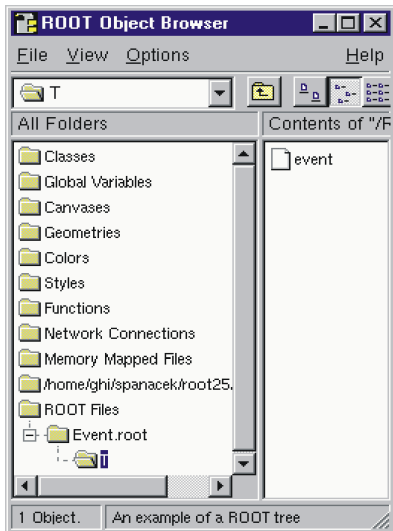 ROOT Object Browser
File View Options Help
T
All Folders
Contents of "/R
Classes
event
Global Variables
Canvases
Geometries
Colors
Styles
Functions
Network Connections
Memory Mapped Files
/home/ghi/spanacek/root25.
ROOT Files
Event.root
T
1 Object.
An example of a ROOT tree